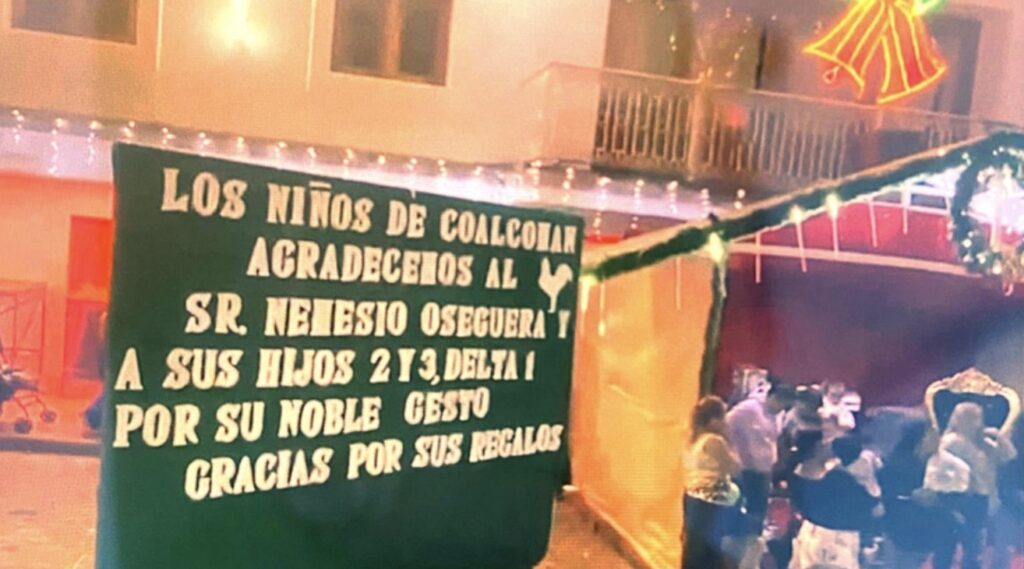 LOS NIÑOS DE COALCOMAN
AGRADECEMOS AL
SR. NEMESIO OSEGUERA Y
A SUS HIJOS 2 Y 3, DELTA 1
POR SU NOBLE GESTO
GRACIAS POR SUS REGALOS